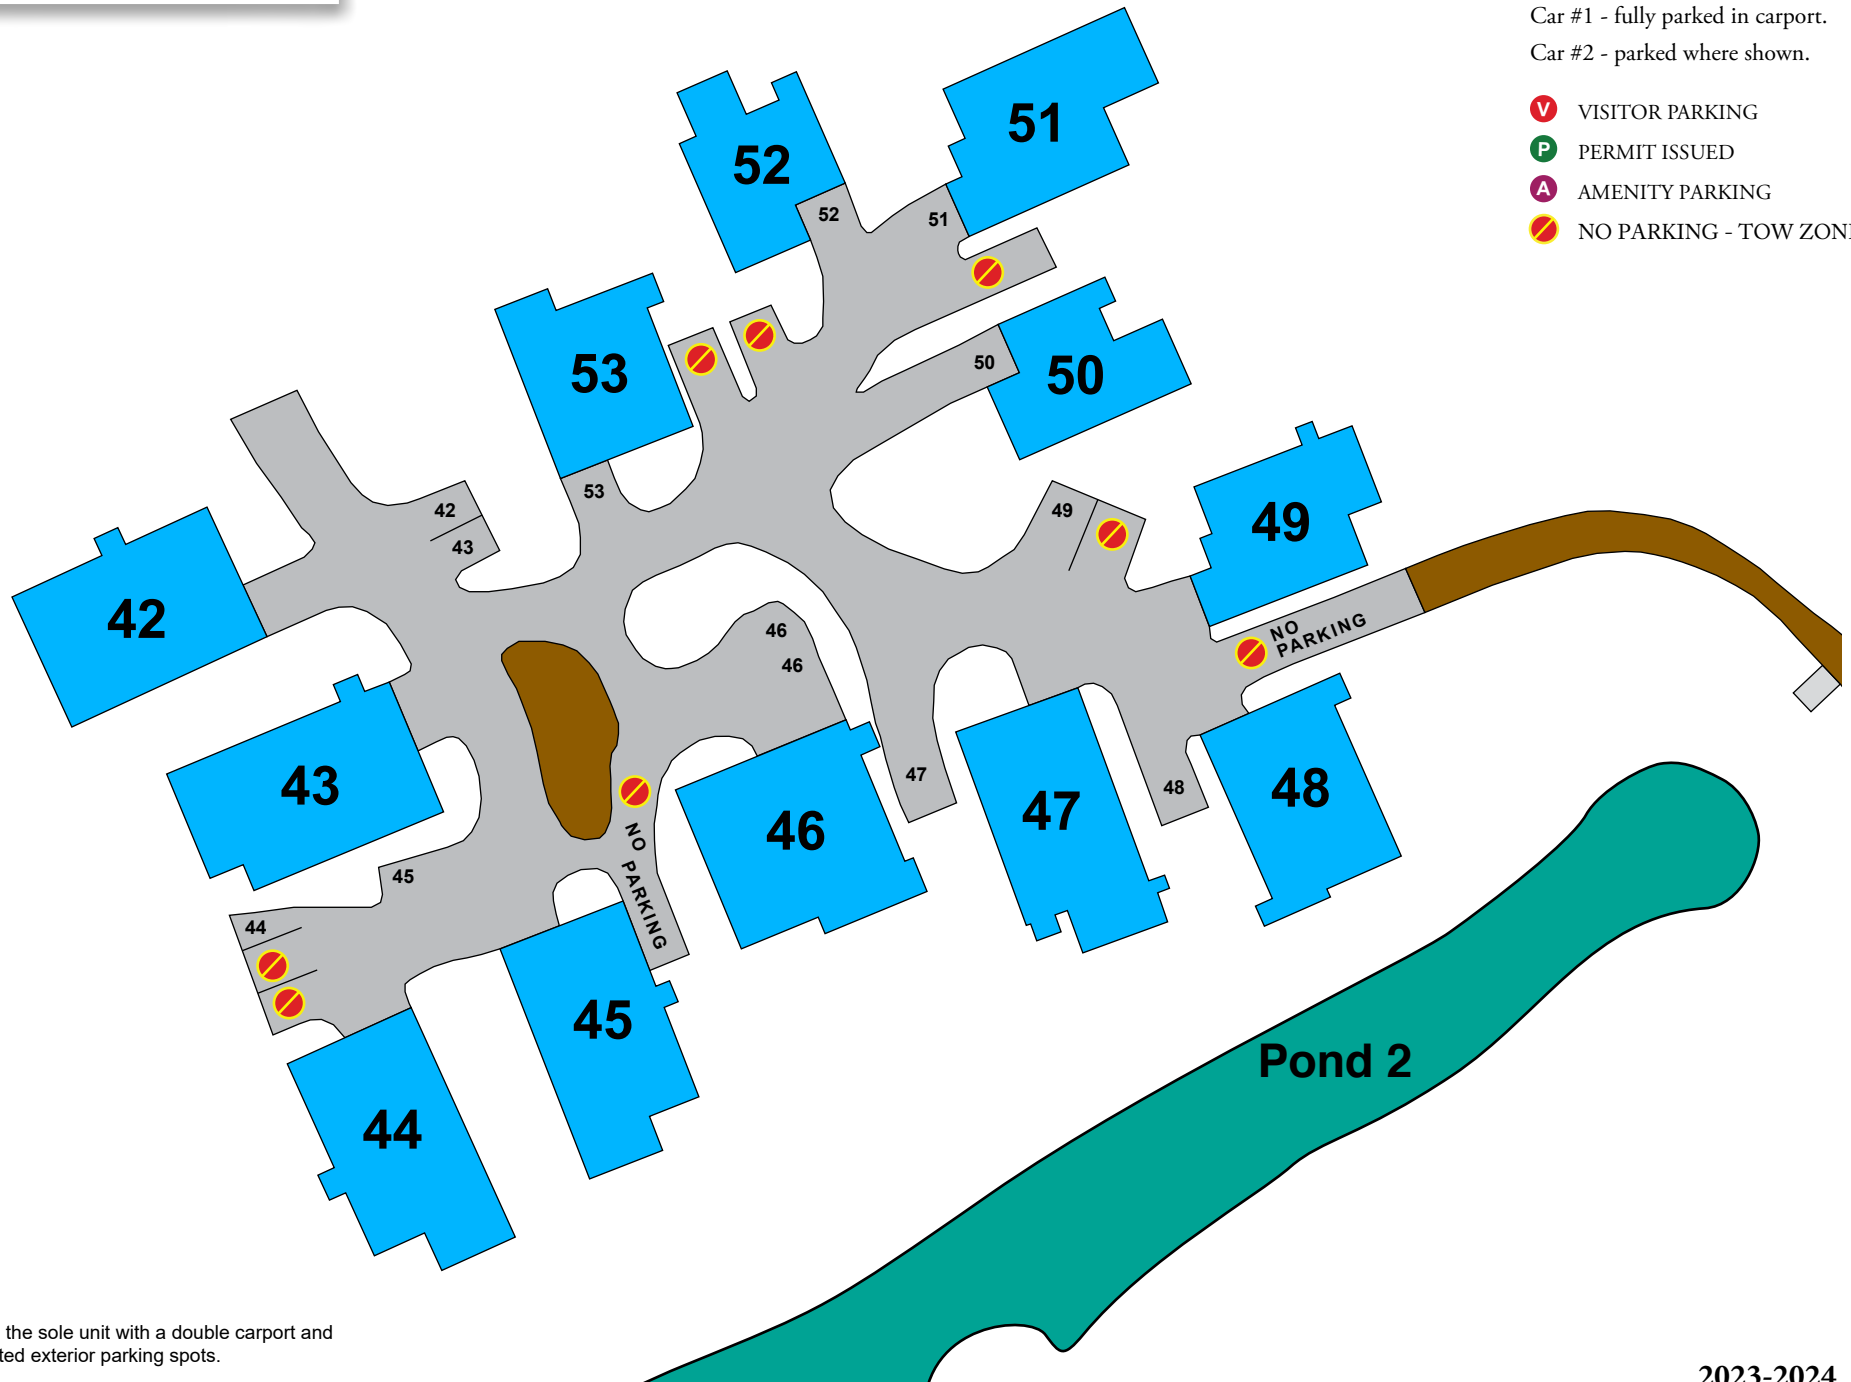 Car #1 - fully parked in carport.
Car #2 - parked where shown.
V VISITOR PARKING
P PERMIT ISSUED
A AMENITY PARKING
NO PARKING - TOW ZONE
51
52
52
51
53
50
50
53
42
43
49
49
42
46
46
NO
PARKING
43
47
48
47
48
46
45
NO PARKING
44
45
44
Pond 2
the sole unit with a double carport and
ted exterior parking spots.
2023-2024